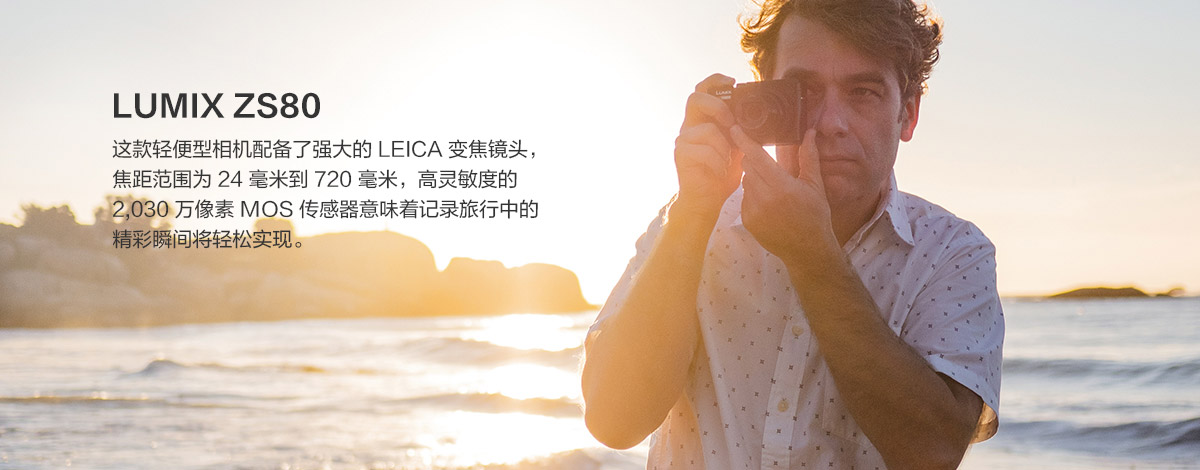 LUMIX ZS80
这款轻便型相机配备了强大的 LEICA 变焦镜头，
焦距范围为 24 毫米到 720 毫米，高灵敏度的
2,030 万像素 MOS 传感器意味着记录旅行中的
精彩瞬间将轻松实现。
LUMIX